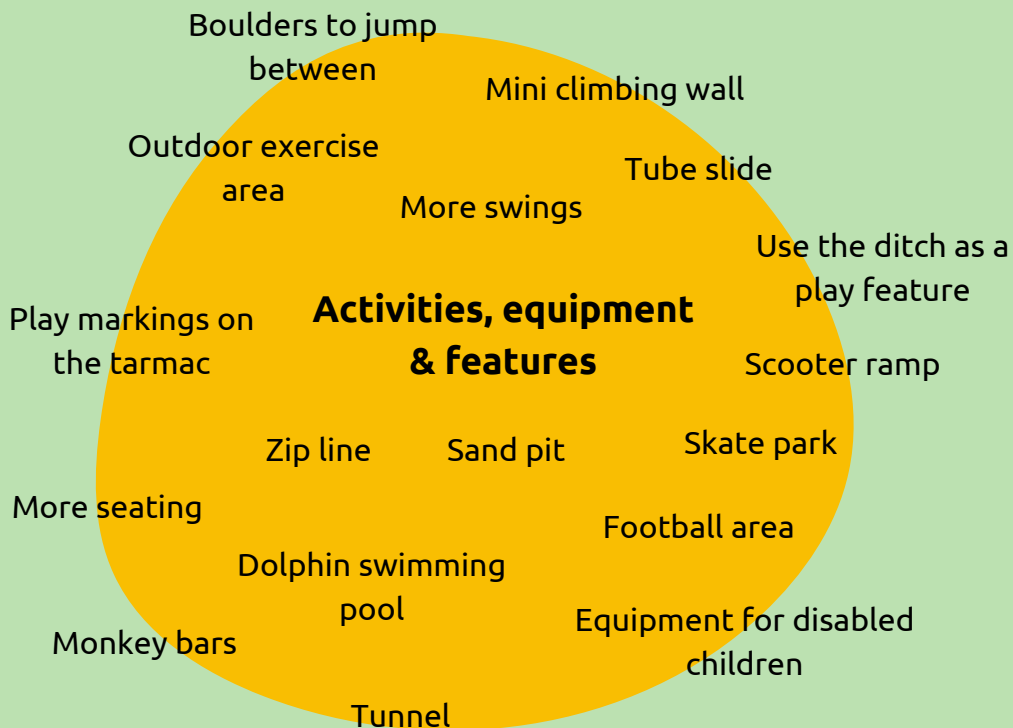 Boulders to jump
between
Mini climbing wall
Outdoor exercise
area
Tube slide
More swings
Use the ditch as a
play feature
Activities, equipment
& features
Play markings on
the tarmac
Scooter ramp
Zip line
Sand pit
Skate park
More seating
Football area
Dolphin swimming
pool
Equipment for disabled
children
Monkey bars
Tunnel